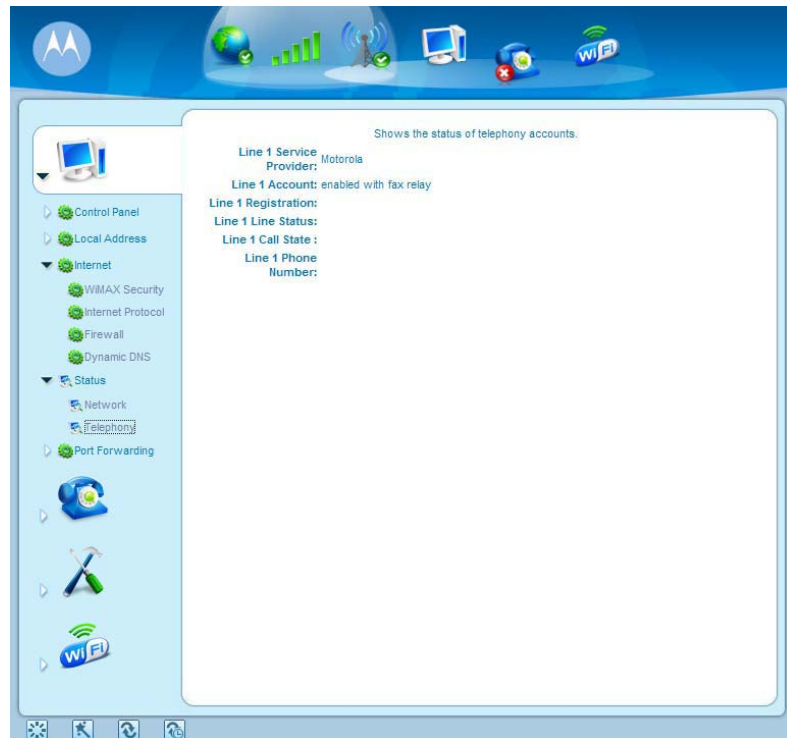 WiFi
Shows the status of telephony accounts.
Line 1 Service
Provider: Motorola
Line 1 Account: enabled with fax relay
Line 1 Registration:
Line 1 Line Status:
Line 1 Call State :
Line 1 Phone
Number:
Control Panel
Local Address
Internet
WiMAX Security
Internet Protocol
Firewall
Dynamic DNS
Status
Network
Telephony
Port Forwarding
WiFi